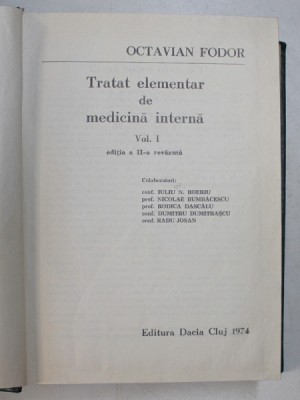 OCTAVIAN FODOR
Tratat elementar
de
medicină internă
Vol. I
ediția a II-a revăzută
Colaboratori:
conf. IULIU N. BOERIU
prof. NICOLAE BUMBĂCESCU
prof. RODICA DASCĂLU
conf. DUMITRU DUMITRAȘCU
conf. RADU JOSAN
Editura Dacia Cluj 1974